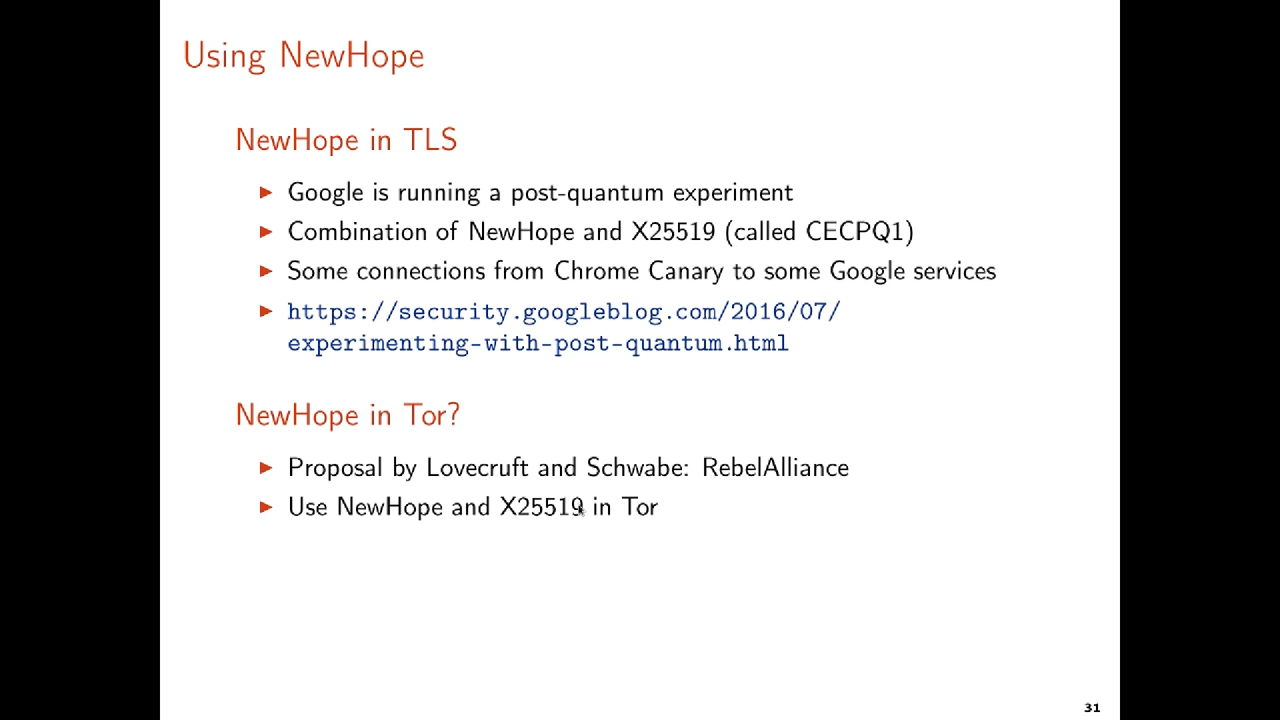 Using NewHope
NewHope in TLS
▶ Google is running a post-quantum experiment
▶ Combination of NewHope and X25519 (called CECPQ1)
▶ Some connections from Chrome Canary to some Google services
▶ https://security.googleblog.com/2016/07/
experimenting-with-post-quantum.html
NewHope in Tor?
▶ Proposal by Lovecruft and Schwabe: RebelAlliance
▶ Use NewHope and X25519 in Tor
31